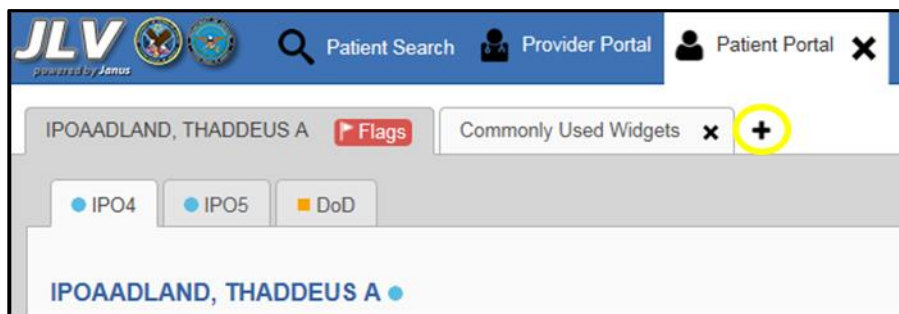 JLV
powered by Janus
Patient Search
Provider Portal
Patient Portal
IPOAADLAND, THADDEUS A Flags Commonly Used Widgets
IPO4 IPO5 DoD
IPOAADLAND, THADDEUS A